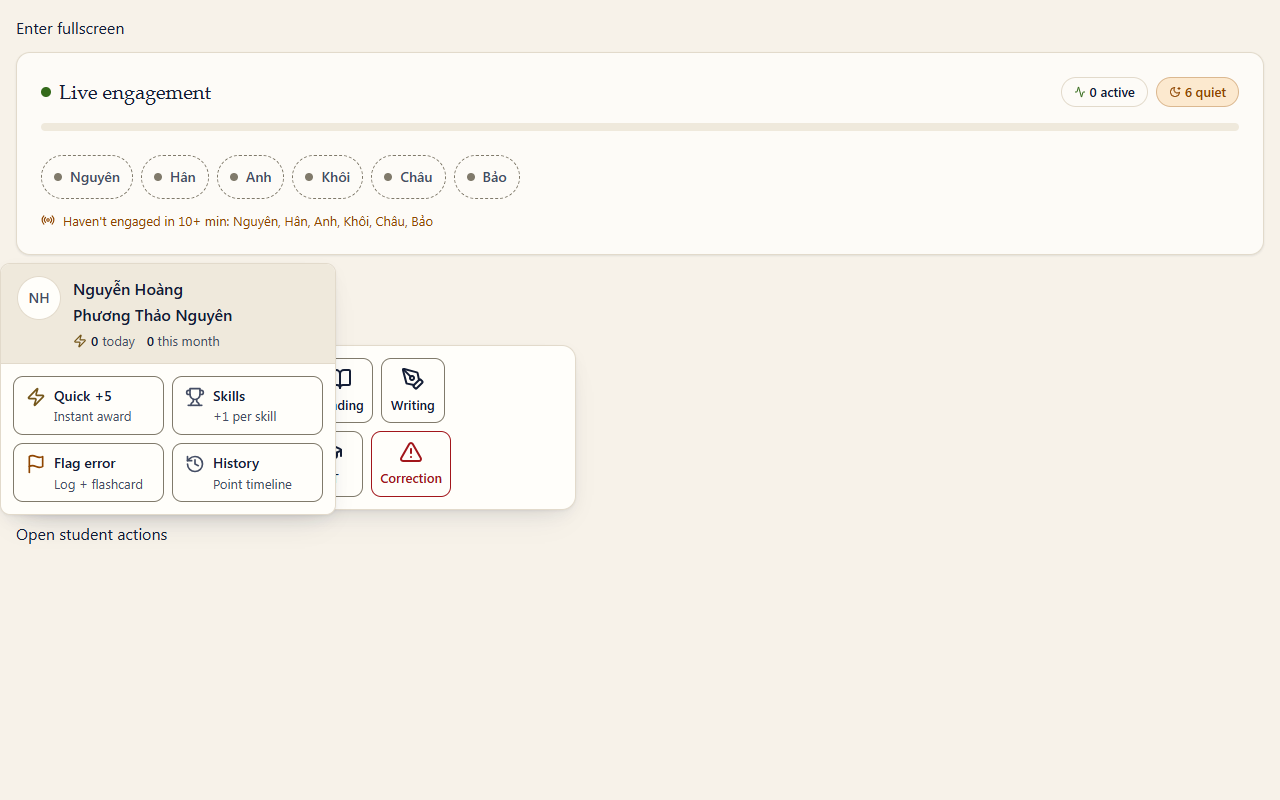 Enter fullscreen
Live engagement
0 active
6 quiet
Nguyên
Hân
Anh
Khôi
Châu
Bảo
Haven't engaged in 10+ min: Nguyên, Hân, Anh, Khôi, Châu, Bảo
NH
Nguyễn Hoàng
Phương Thảo Nguyên
0 today 0 this month
Quick +5
Instant award
Skills
+1 per skill
Flag error
Log + flashcard
History
Point timeline
Writing
Correction
Open student actions